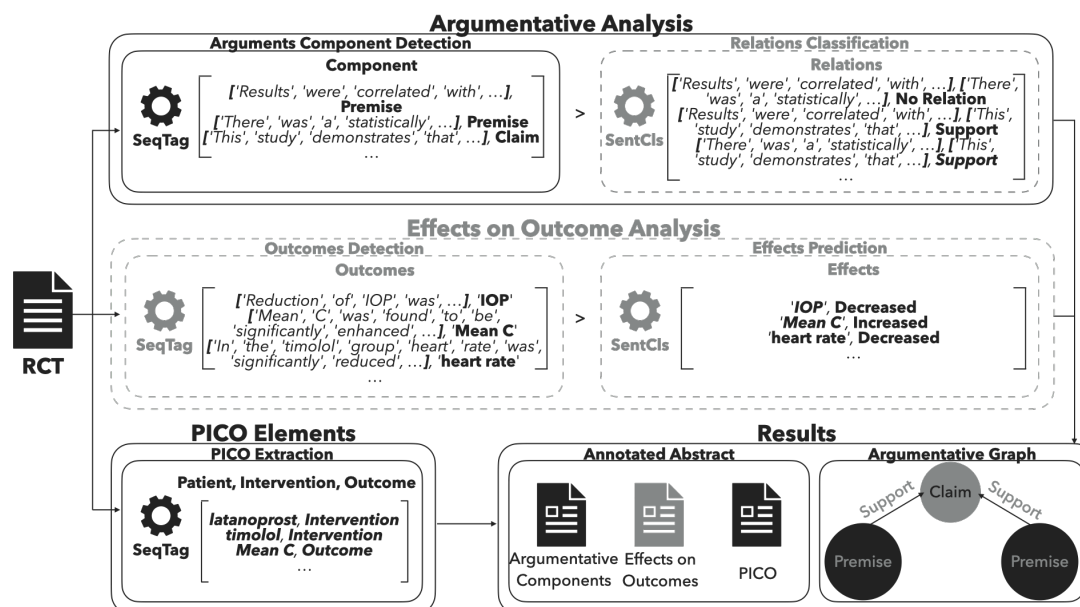 Argumentative Analysis
Arguments Component Detection
Component
['Results', 'were', 'correlated', 'with', ...],
Premise
['There', 'was', 'a', 'statistically', ...], Premise
['This', 'study', 'demonstrates', 'that', ...], Claim
...
SeqTag
>
Relations Classification
Relations
['Results', 'were', 'correlated', 'with', ...], ['There',
'was', 'a', 'statistically', ...], No Relation
['Results', 'were', 'correlated', 'with', ...], ['This',
'study', 'demonstrates', 'that', ...], Support
['There', 'was', 'a', 'statistically', ...], ['This',
'study', 'demonstrates', 'that', ...], Support
...
SentCls
RCT
Effects on Outcome Analysis
Outcomes Detection
Outcomes
['Reduction', 'of', 'IOP', 'was', ...], 'IOP'
['Mean', 'C', 'was', 'found', 'to', 'be',
'significantly', 'enhanced', ...], 'Mean C'
['In', 'the', 'timolol', 'group', 'heart', 'rate', 'was',
'significantly', 'reduced', ...], 'heart rate'
...
SeqTag
>
Effects Prediction
Effects
'IOP', Decreased
'Mean C', Increased
'heart rate', Decreased
...
SentCls
PICO Elements
PICO Extraction
Patient, Intervention, Outcome
latanoprost, Intervention
timolol, Intervention
Mean C, Outcome
...
SeqTag
Results
Annotated Abstract
Argumentative
Components
Effects on
Outcomes
PICO
Argumentative Graph
Claim
Support
Support
Premise
Premise